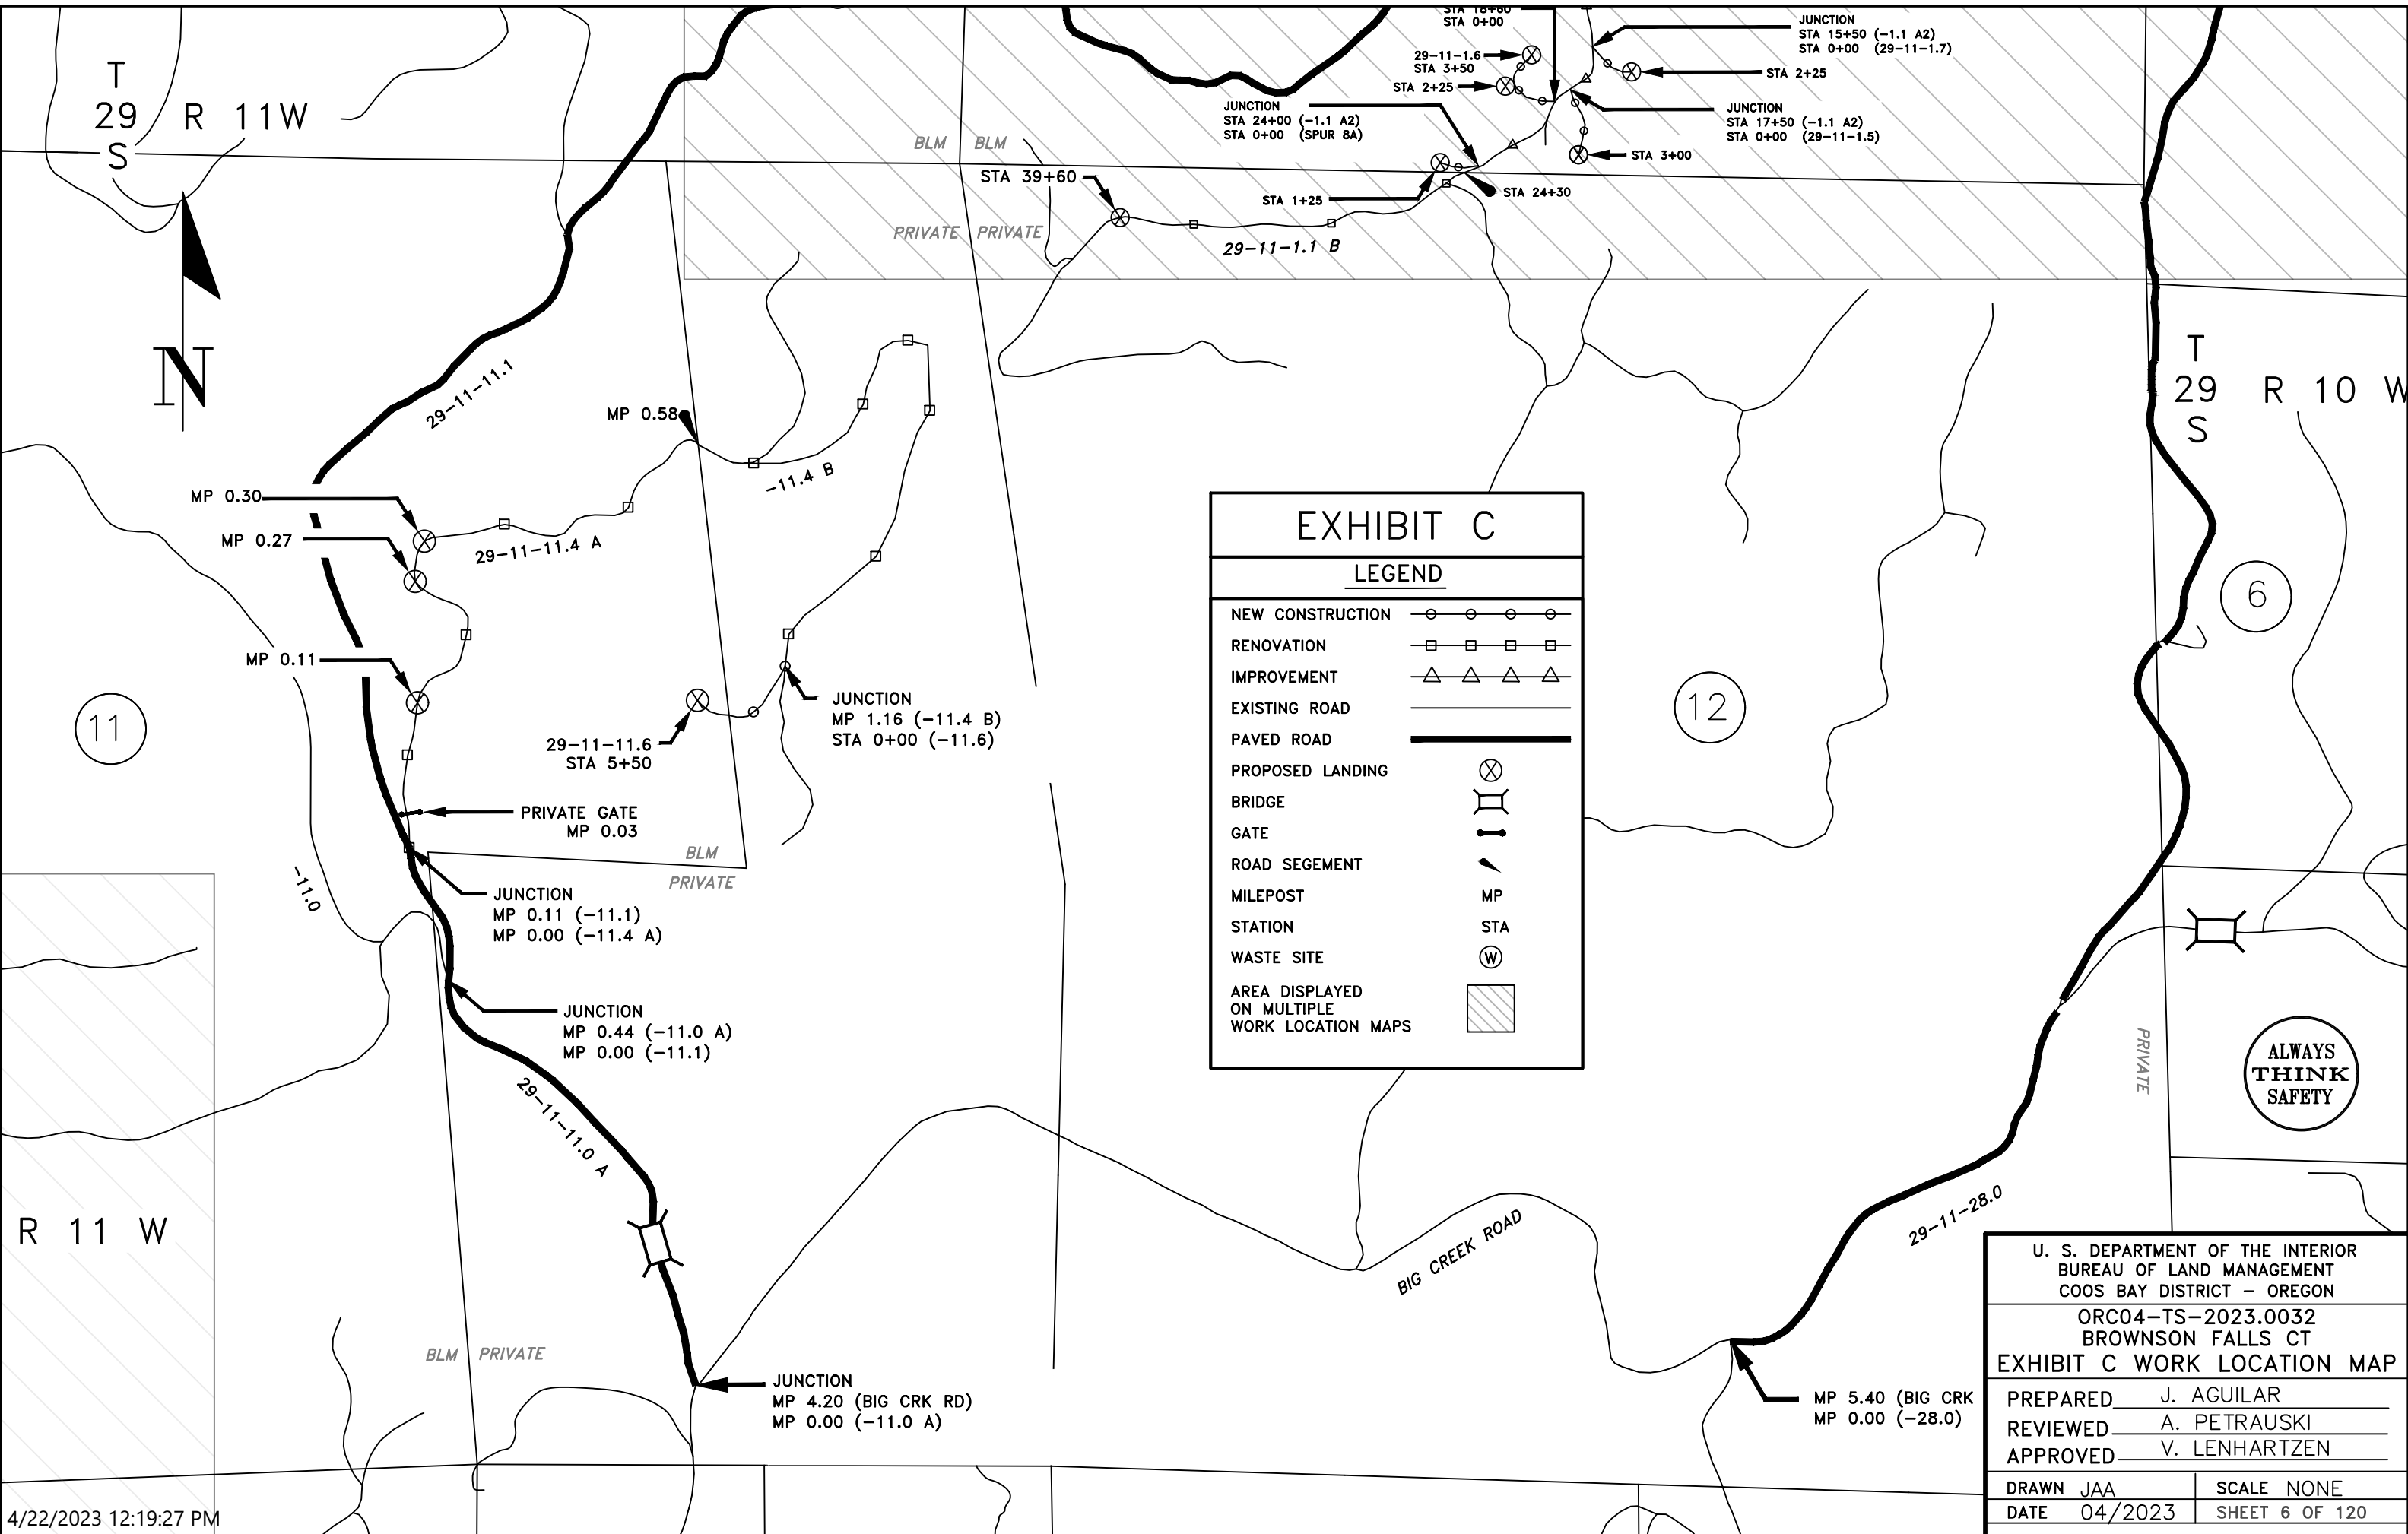 STA 18+60
STA 0+00
JUNCTION
STA 15+50 (-1.1 A2)
STA 0+00 (29-11-1.7)
29-11-1.6
STA 3+50
STA 2+25
STA 2+25
T
29 R 11W
S
JUNCTION
STA 24+00 (-1.1 A2)
STA 0+00 (SPUR 8A)
JUNCTION
STA 17+50 (-1.1 A2)
STA 0+00 (29-11-1.5)
BLM BLM
STA 3+00
STA 39+60
STA 1+25
STA 24+30
PRIVATE PRIVATE
29-11-1.1 B
N
29-11-11.1
T
29 R 10 W
S
MP 0.58
-11.4 B
MP 0.30
MP 0.27
29-11-11.4 A
MP 0.11
11
JUNCTION
MP 1.16 (-11.4 B)
STA 0+00 (-11.6)
29-11-11.6
STA 5+50
PRIVATE GATE
MP 0.03
BLM
PRIVATE
-11.0
JUNCTION
MP 0.11 (-11.1)
MP 0.00 (-11.4 A)
JUNCTION
MP 0.44 (-11.0 A)
MP 0.00 (-11.1)
29-11-11.0 A
EXHIBIT C
LEGEND
NEW CONSTRUCTION
RENOVATION
IMPROVEMENT
EXISTING ROAD
PAVED ROAD
PROPOSED LANDING
BRIDGE
GATE
ROAD SEGEMENT
MILEPOST MP
STATION STA
WASTE SITE W
AREA DISPLAYED
ON MULTIPLE
WORK LOCATION MAPS
12
6
PRIVATE
ALWAYS
THINK
SAFETY
R 11 W
BIG CREEK ROAD
29-11-28.0
BLM PRIVATE
JUNCTION
MP 4.20 (BIG CRK RD)
MP 0.00 (-11.0 A)
MP 5.40 (BIG CRK
MP 0.00 (-28.0)
U. S. DEPARTMENT OF THE INTERIOR
BUREAU OF LAND MANAGEMENT
COOS BAY DISTRICT - OREGON
ORC04-TS-2023.0032
BROWNSON FALLS CT
EXHIBIT C WORK LOCATION MAP
PREPARED J. AGUILAR
REVIEWED A. PETRAUSKI
APPROVED V. LENHARTZEN
DRAWN JAA SCALE NONE
DATE 04/2023 SHEET 6 OF 120
4/22/2023 12:19:27 PM